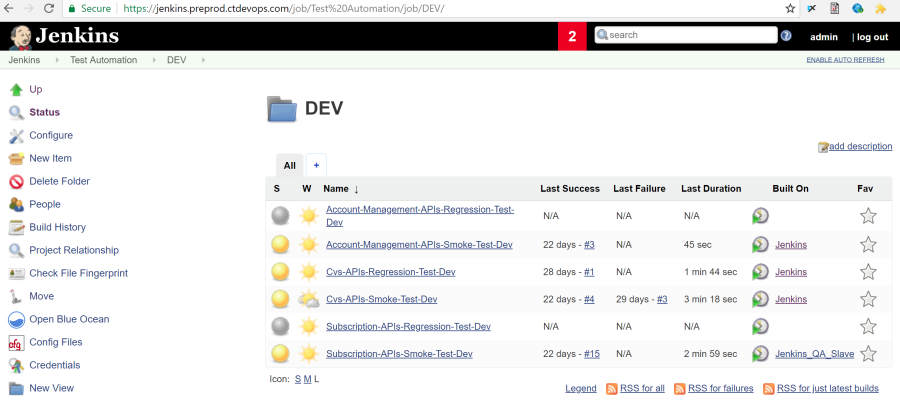 Secure https://jenkins.preprod.ctdevops.com/job/Test%20Automation/job/DEV/
Jenkins 2 search admin | log out
Jenkins Test Automation DEV ENABLE AUTO REFRESH
Up
Status
Configure
New Item
Delete Folder
People
Build History
Project Relationship
Check File Fingerprint
Move
Open Blue Ocean
cfg Config Files
Credentials
New View
DEV
add description
All +
S W Name ↓ Last Success Last Failure Last Duration Built On Fav
Account-Management-APIs-Regression-Test-
Dev N/A N/A N/A
Account-Management-APIs-Smoke-Test-Dev 22 days - #3 N/A 45 sec Jenkins
Cvs-APIs-Regression-Test-Dev 28 days - #1 N/A 1 min 44 sec Jenkins
Cvs-APIs-Smoke-Test-Dev 22 days - #4 29 days - #3 3 min 18 sec Jenkins
Subscription-APIs-Regression-Test-Dev N/A N/A N/A
Subscription-APIs-Smoke-Test-Dev 22 days - #15 N/A 2 min 59 sec Jenkins_QA_Slave
Icon: S M L
Legend RSS for all RSS for failures RSS for just latest builds